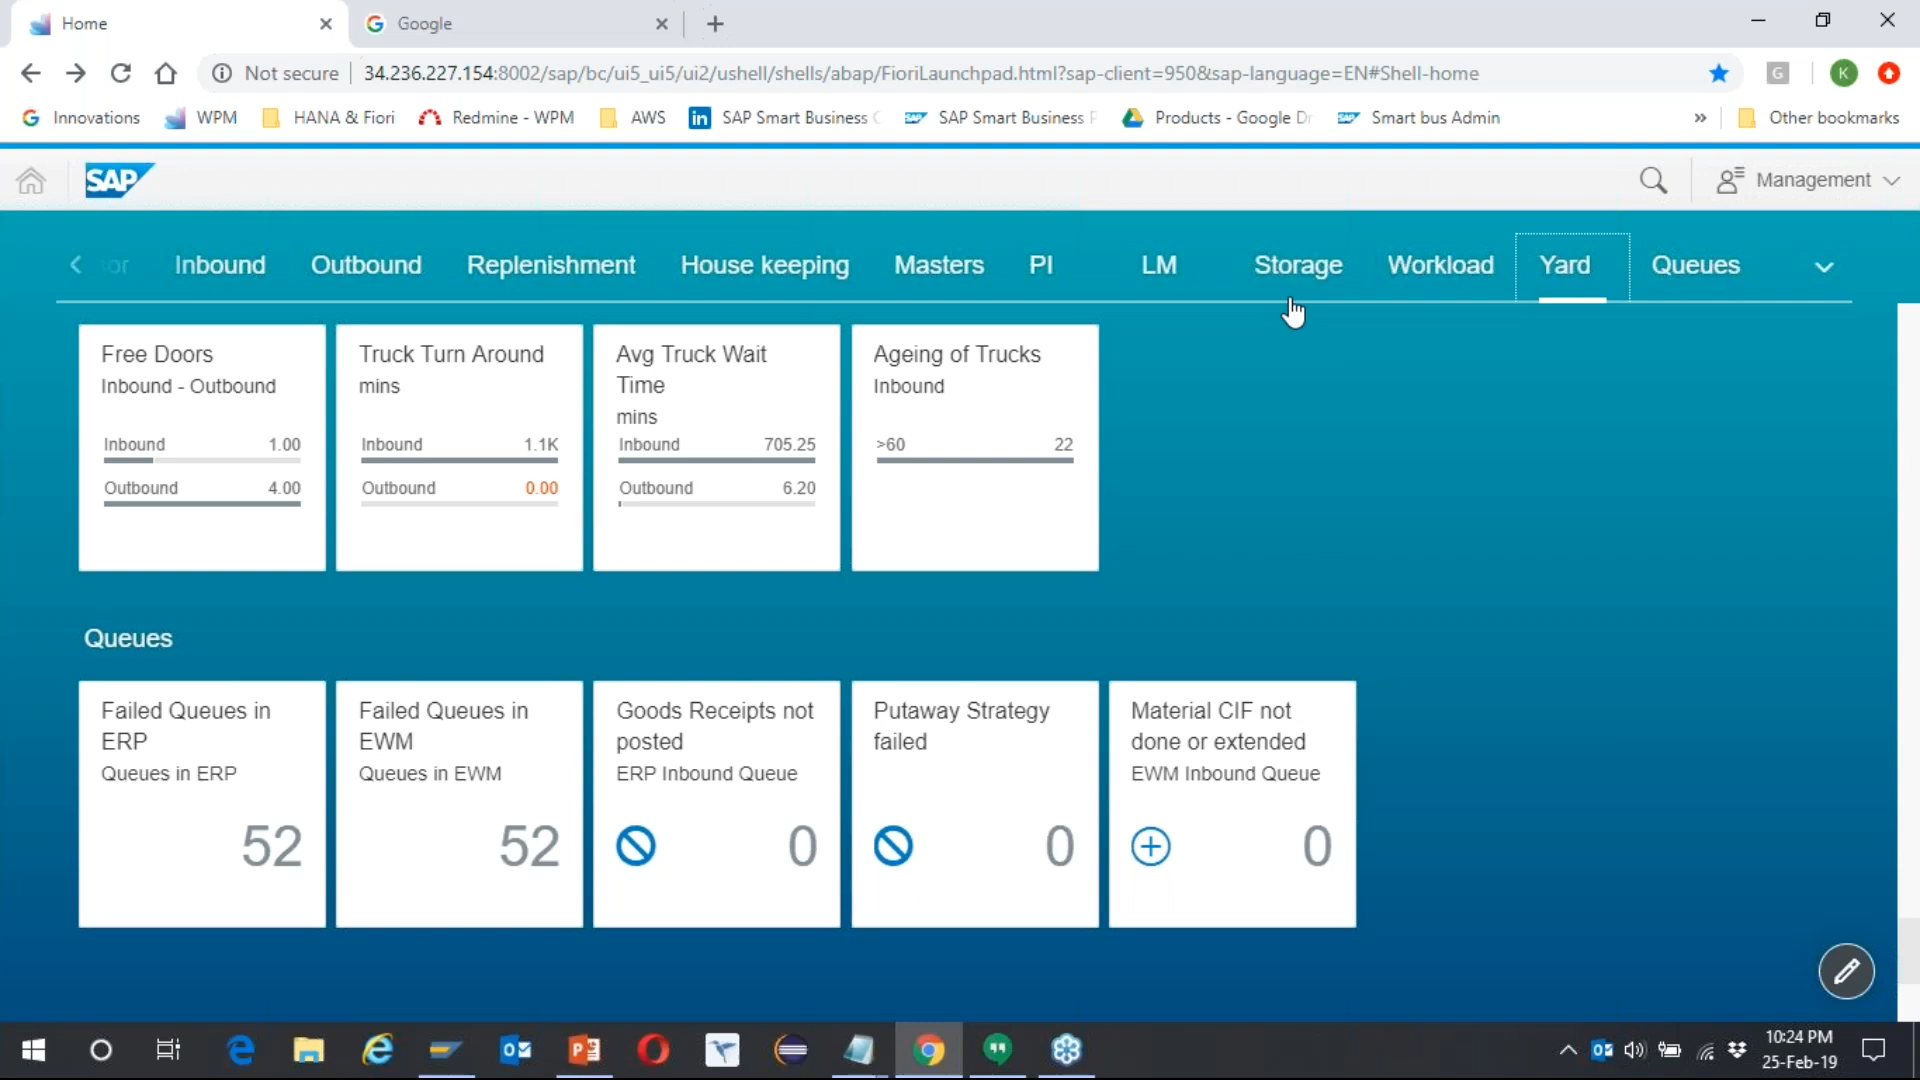 Home
Google
Not secure
34.236.227.154:8002/sap/bc/ui5_ui5/ui2/ushell/shells/abap/FioriLaunchpad.html?sap-client=950&sap-language=EN#Shell-home
G
K
Innovations
WPM
HANA & Fiori
Redmine - WPM
AWS
SAP Smart Business
SAP Smart Business
Products - Google
Smart bus Admin
»
Other bookmarks
SAP
Management
or
Inbound
Outbound
Replenishment
House keeping
Masters
PI
LM
Storage
Workload
Yard
Queues
Free Doors
Inbound - Outbound
Inbound 1.00
Outbound 4.00
Truck Turn Around
mins
Inbound 1.1K
Outbound 0.00
Avg Truck Wait
Time
mins
Inbound 705.25
Outbound 6.20
Ageing of Trucks
Inbound
>60 22
Queues
Failed Queues in
ERP
Queues in ERP
52
Failed Queues in
EWM
Queues in EWM
52
Goods Receipts not
posted
ERP Inbound Queue
0
Putaway Strategy
failed
0
Material CIF not
done or extended
EWM Inbound Queue
0
10:24 PM
25-Feb-19